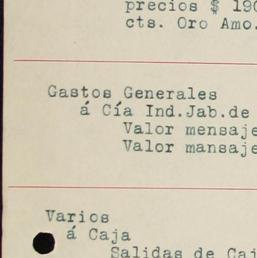 precios $ 190
cts. Oro Amo.
Gastos Generales
á Cía Ind.Jab.de
Valor mensaje
Valor mansaje
Varios
á Caja
Salidas de Caj